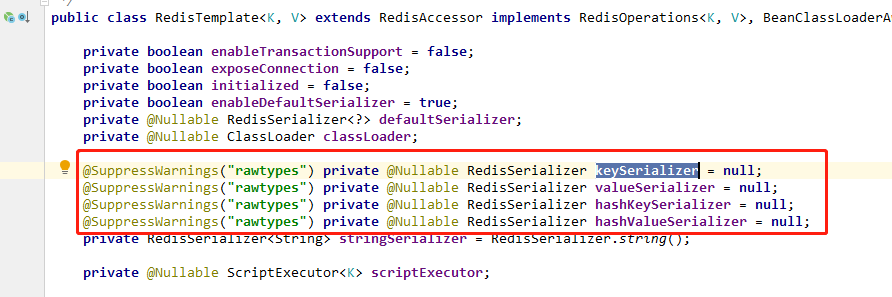 */
public class RedisTemplate<K, V> extends RedisAccessor implements RedisOperations<K, V>, BeanClassLoaderA
private boolean enableTransactionSupport = false;
private boolean exposeConnection = false;
private boolean initialized = false;
private boolean enableDefaultSerializer = true;
private @Nullable RedisSerializer<?> defaultSerializer;
private @Nullable ClassLoader classLoader;
@SuppressWarnings("rawtypes") private @Nullable RedisSerializer keySerializer = null;
@SuppressWarnings("rawtypes") private @Nullable RedisSerializer valueSerializer = null;
@SuppressWarnings("rawtypes") private @Nullable RedisSerializer hashKeySerializer = null;
@SuppressWarnings("rawtypes") private @Nullable RedisSerializer hashValueSerializer = null;
private RedisSerializer<String> stringSerializer = RedisSerializer.string();
private @Nullable ScriptExecutor<K> scriptExecutor;